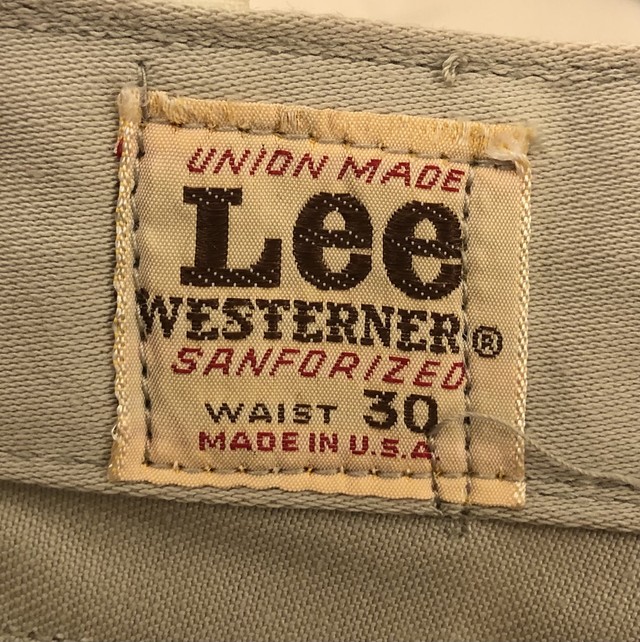 UNION MADE
Lee
WESTERNER®
SANFORIZED
WAIST 30
MADE IN U.S.A.